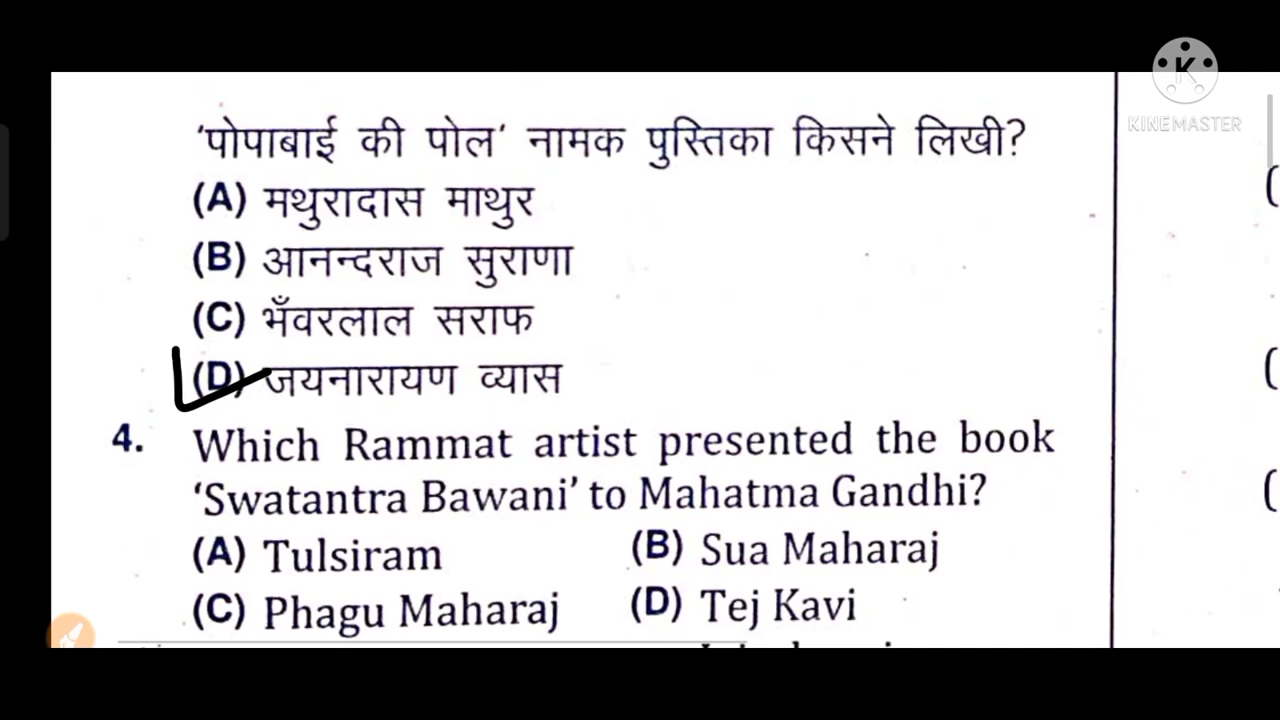 K
KINEMASTER
'पोपाबाई की पोल' नामक पुस्तिका किसने लिखी?
(A) मथुरादास माथुर
(B) आनन्दराज सुराणा
(C) भँवरलाल सराफ
(D) जयनारायण व्यास
4. Which Rammat artist presented the book
'Swatantra Bawani' to Mahatma Gandhi?
(A) Tulsiram (B) Sua Maharaj
(C) Phagu Maharaj (D) Tej Kavi